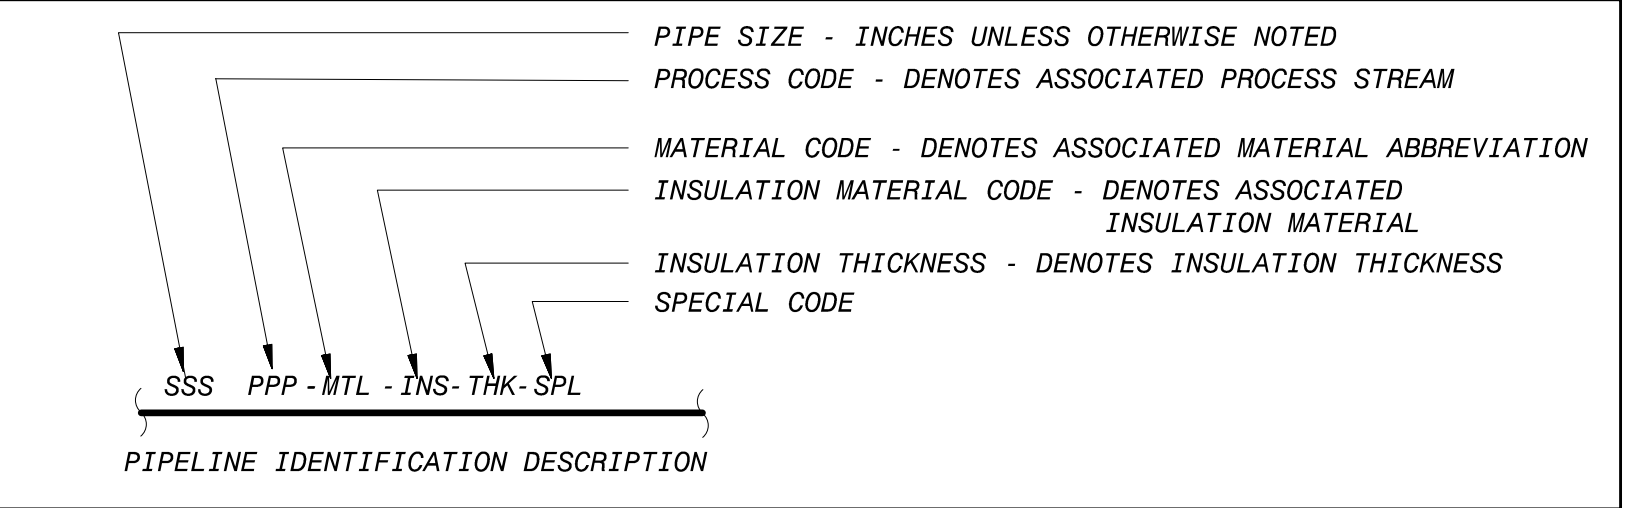 PIPE SIZE - INCHES UNLESS OTHERWISE NOTED
PROCESS CODE - DENOTES ASSOCIATED PROCESS STREAM
MATERIAL CODE - DENOTES ASSOCIATED MATERIAL ABBREVIATION
INSULATION MATERIAL CODE - DENOTES ASSOCIATED
INSULATION MATERIAL
INSULATION THICKNESS - DENOTES INSULATION THICKNESS
SPECIAL CODE
SSS PPP-MTL-INS-THK-SPL
PIPELINE IDENTIFICATION DESCRIPTION